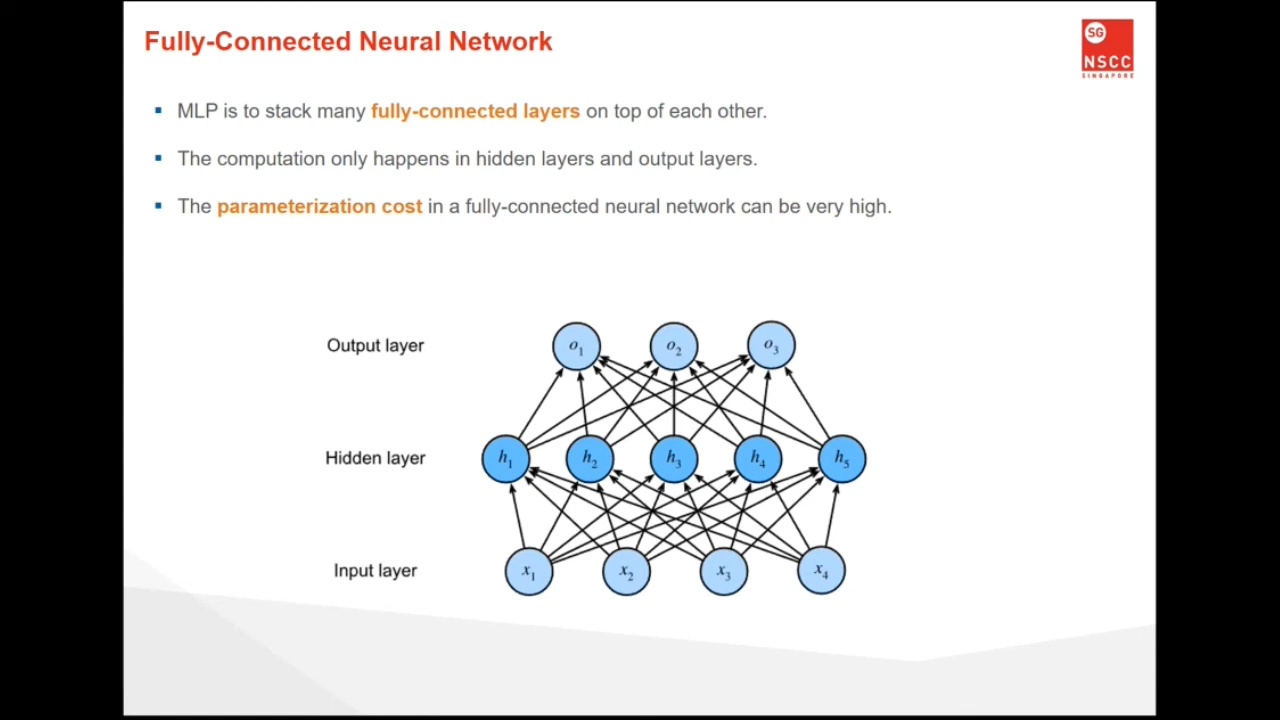 Fully-Connected Neural Network
SG
NSCC
SINGAPORE
▪ MLP is to stack many fully-connected layers on top of each other.
▪ The computation only happens in hidden layers and output layers.
▪ The parameterization cost in a fully-connected neural network can be very high.
Output layer
o1 o2 o3
Hidden layer
h1 h2 h3 h4 h5
Input layer
x1 x2 x3 x4